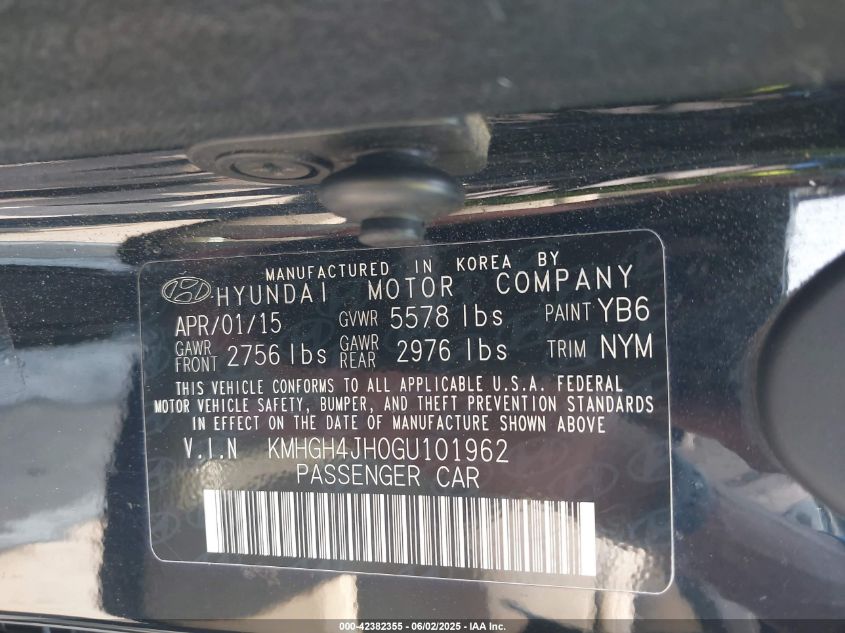 MANUFACTURED IN KOREA BY
HYUNDAI MOTOR COMPANY
APR/01/15 GVWR 5578 lbs PAINT YB6
GAWR FRONT 2756 lbs GAWR REAR 2976 lbs TRIM NYM
THIS VEHICLE CONFORMS TO ALL APPLICABLE U.S.A. FEDERAL
MOTOR VEHICLE SAFETY, BUMPER, AND THEFT PREVENTION STANDARDS
IN EFFECT ON THE DATE OF MANUFACTURE SHOWN ABOVE
V.I.N KMHGH4JH0GU101962
PASSENGER CAR
000-42382355 - 06/02/2025 - IAA Inc.